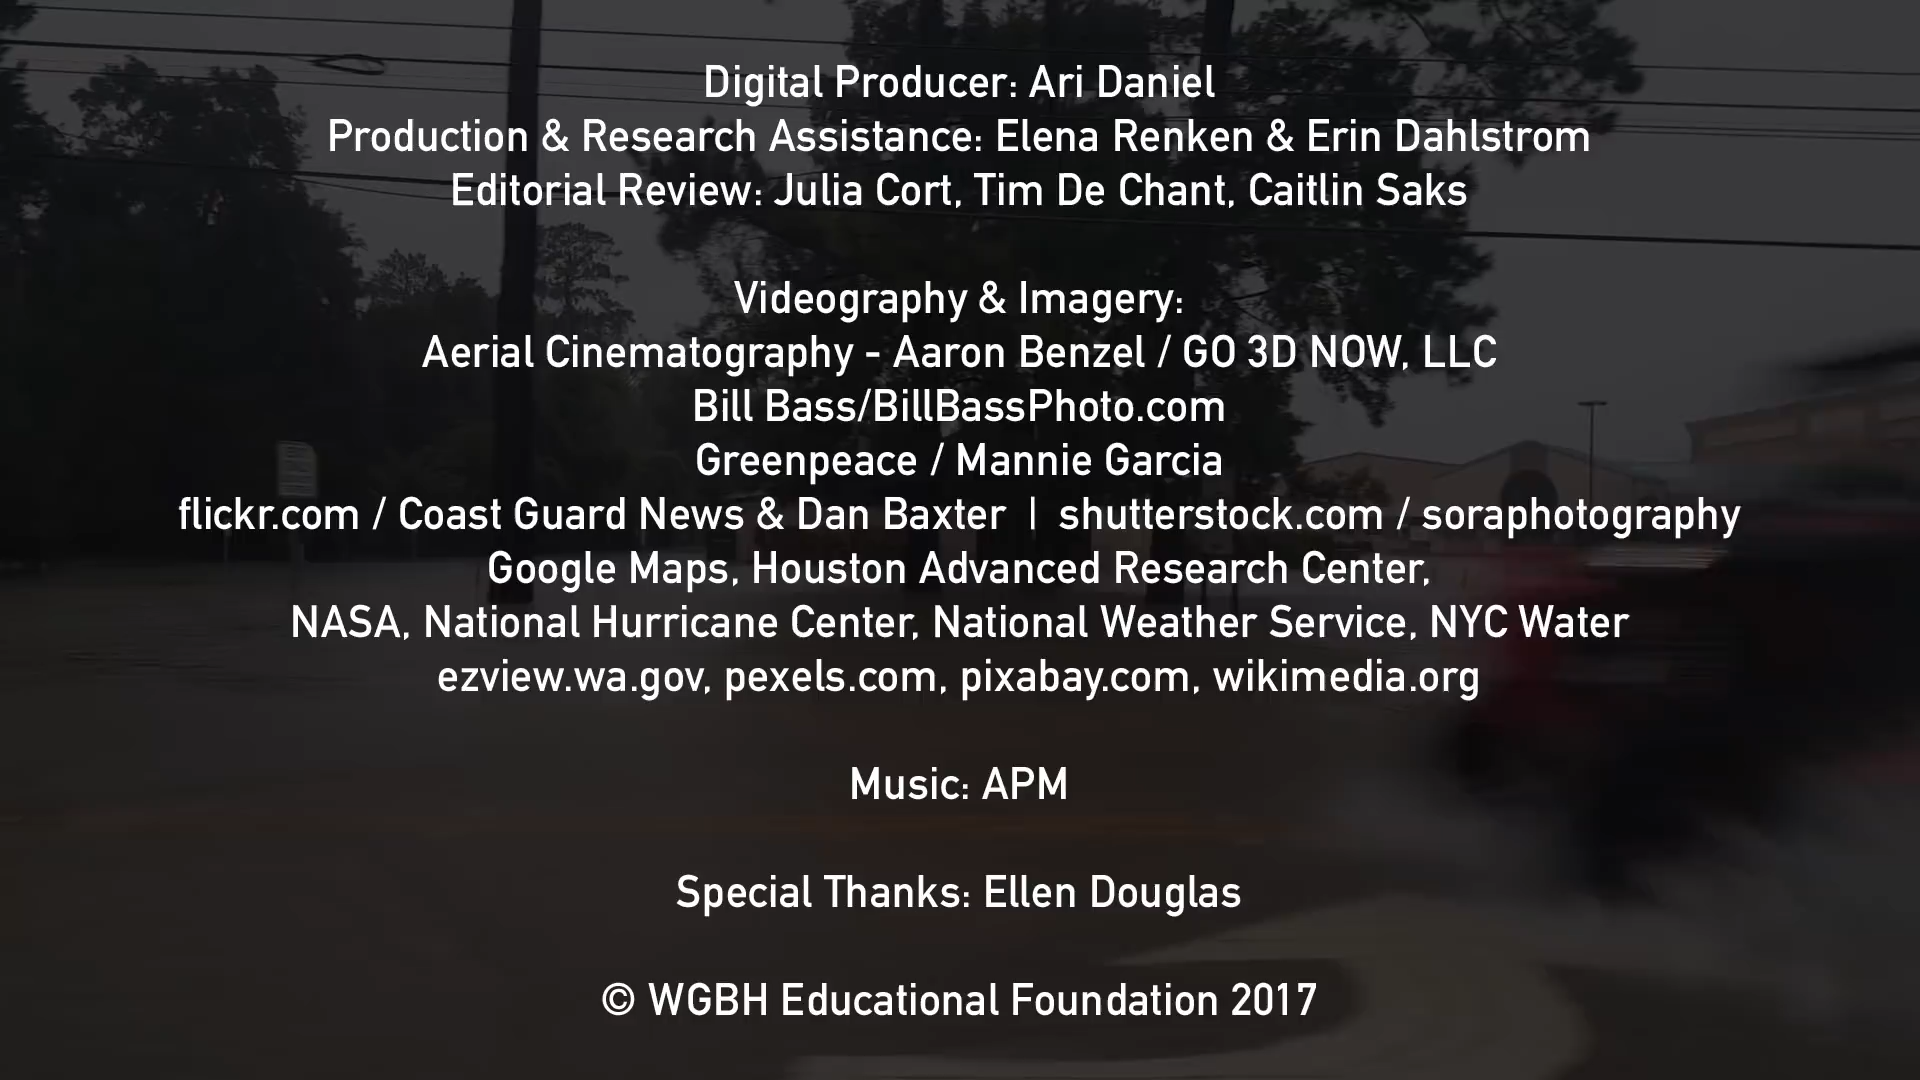 Digital Producer: Ari Daniel
Production & Research Assistance: Elena Renken & Erin Dahlstrom
Editorial Review: Julia Cort, Tim De Chant, Caitlin Saks
Videography & Imagery:
Aerial Cinematography - Aaron Benzel / GO 3D NOW, LLC
Bill Bass/BillBassPhoto.com
Greenpeace / Mannie Garcia
flickr.com / Coast Guard News & Dan Baxter | shutterstock.com / soraphotography
Google Maps, Houston Advanced Research Center,
NASA, National Hurricane Center, National Weather Service, NYC Water
ezview.wa.gov, pexels.com, pixabay.com, wikimedia.org
Music: APM
Special Thanks: Ellen Douglas
© WGBH Educational Foundation 2017